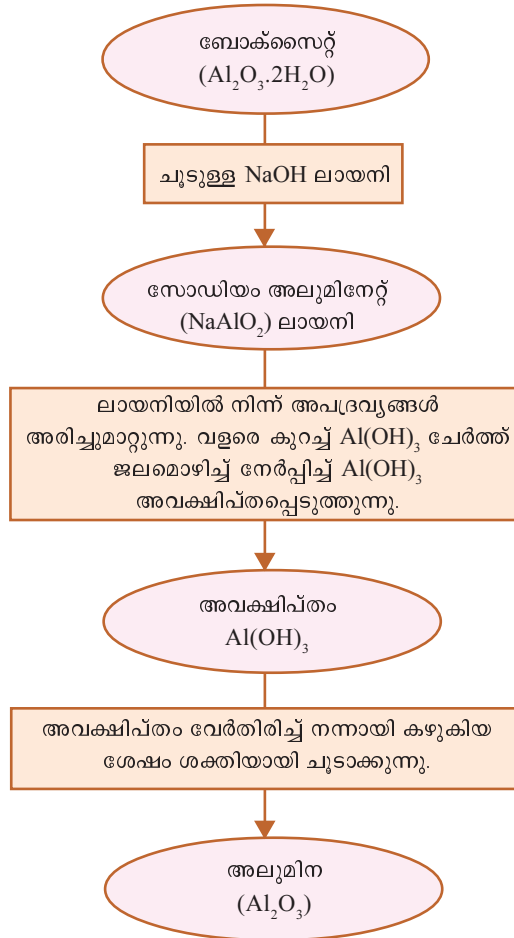 ബോക്സൈറ്റ്
(Al₂O₃.2H₂O)
ചൂടുള്ള NaOH ലായനി
സോഡിയം അലുമിനേറ്റ്
(NaAlO₂) ലായനി
ലായനിയിൽ നിന്ന് അപദ്രവ്യങ്ങൾ
അരിച്ചുമാറ്റുന്നു. വളരെ കുറച്ച് Al(OH)₃ ചേർത്ത്
ജലമൊഴിച്ച് നേർപ്പിച്ച് Al(OH)₃
അവക്ഷിപ്തപ്പെടുത്തുന്നു.
അവക്ഷിപ്തം
Al(OH)₃
അവക്ഷിപ്തം വേർതിരിച്ച് നന്നായി കഴുകിയ
ശേഷം ശക്തിയായി ചൂടാക്കുന്നു.
അലുമിന
(Al₂O₃)